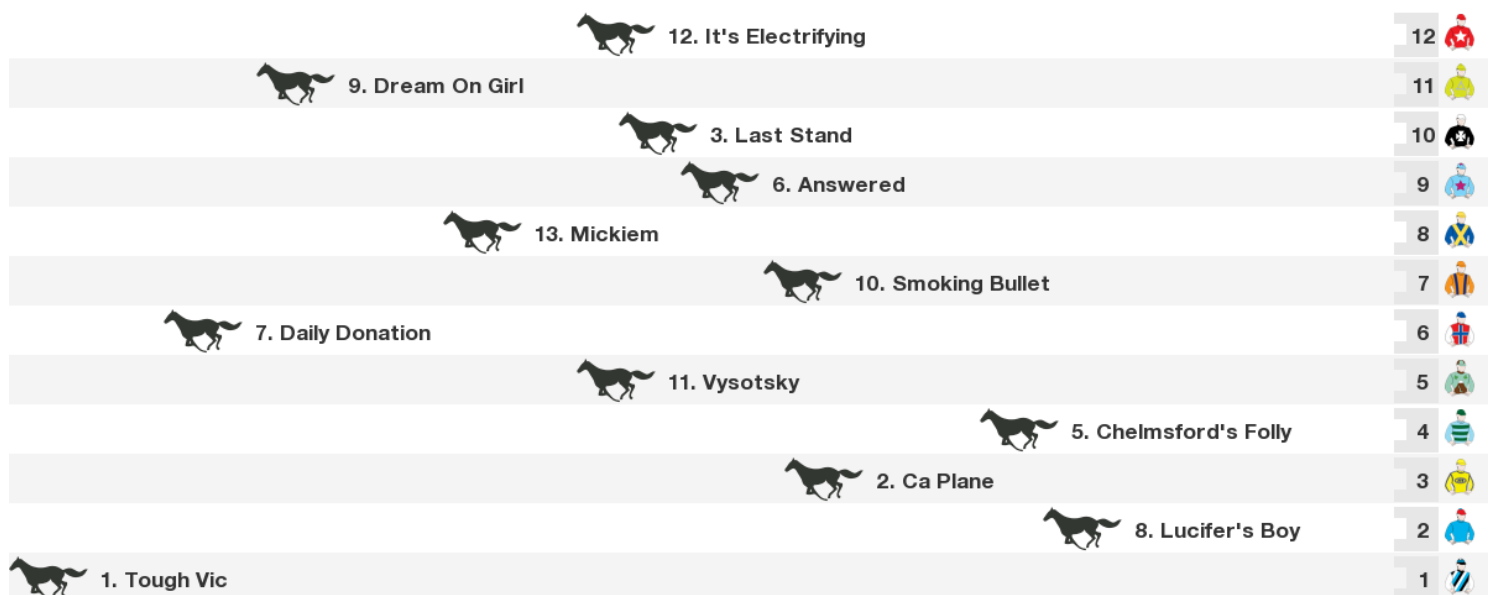 12. It's Electrifying 12
9. Dream On Girl 11
3. Last Stand 10
6. Answered 9
13. Mickiem 8
10. Smoking Bullet 7
7. Daily Donation 6
11. Vysotsky 5
5. Chelmsford's Folly 4
2. Ca Plane 3
8. Lucifer's Boy 2
1. Tough Vic 1